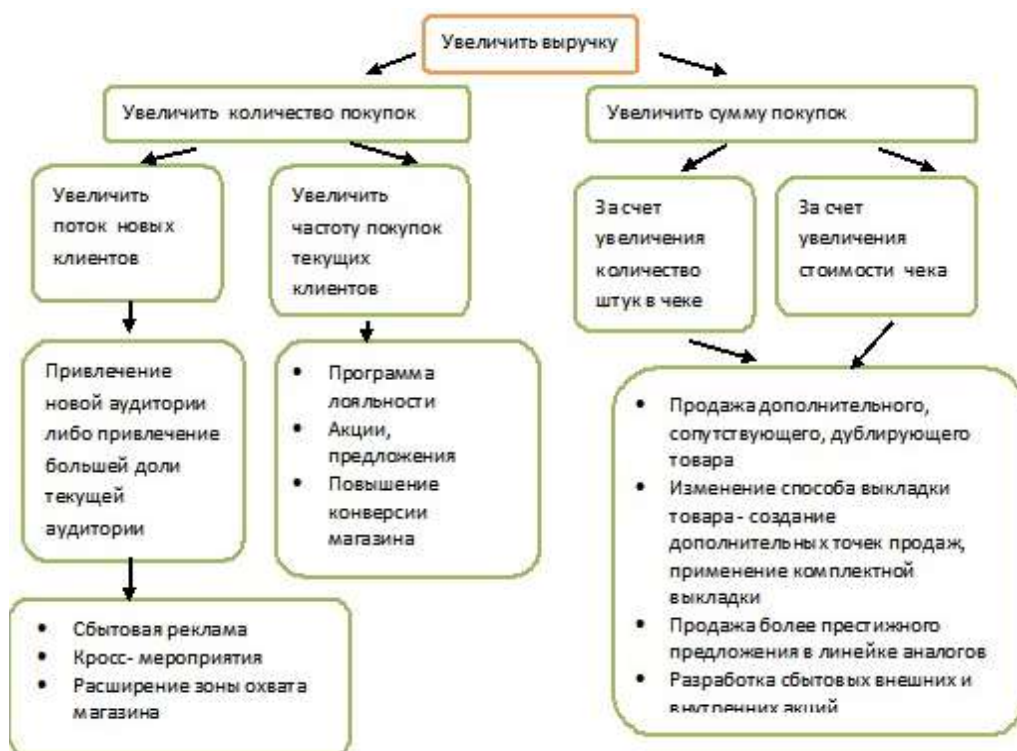 Увеличить выручку
Увеличить количество покупок
Увеличить сумму покупок
Увеличить
поток новых
клиентов
Увеличить
частоту покупок
текущих
клиентов
За счет
увеличения
количество
штук в чеке
За счет
увеличения
стоимости чека
Привлечение
новой аудитории
либо привлечение
большей доли
текущей
аудитории
• Программа
лояльности
• Акции,
предложения
• Повышение
конверсии
магазина
• Продажа дополнительного,
сопутствующего, дублирующего
товара
• Изменение способа выкладки
товара - создание
дополнительных точек продаж,
применение комплектной
выкладки
• Продажа более престижного
предложения в линейке аналогов
• Разработка сбытовых внешних и
внутренних акций
• Сбытовая реклама
• Кросс- мероприятия
• Расширение зоны охвата
магазина